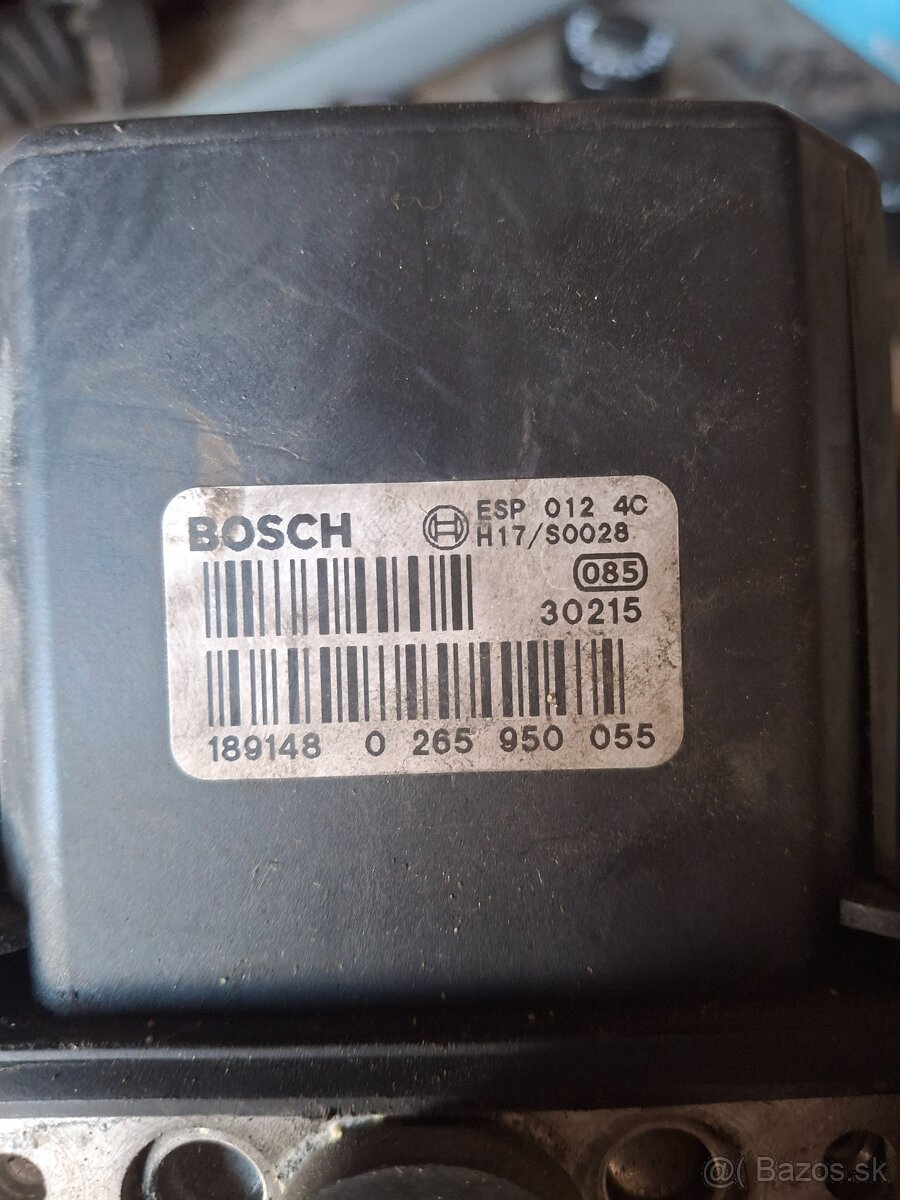 BOSCH
ESP 012 4C
H17/S0028
085
30215
189148 0 265 950 055
@( Bazos.sk